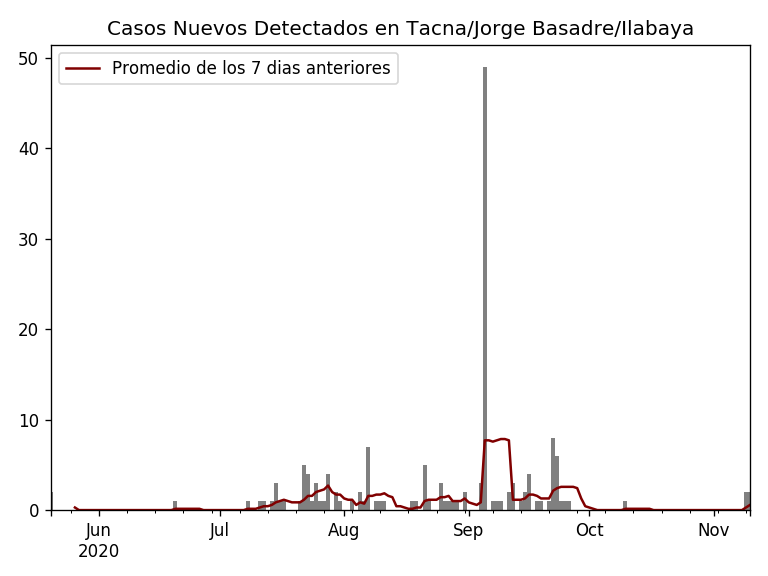 Casos Nuevos Detectados en Tacna/Jorge Basadre/Ilabaya
Promedio de los 7 dias anteriores
50
40
30
20
10
0
Jun Jul Aug Sep Oct Nov
2020